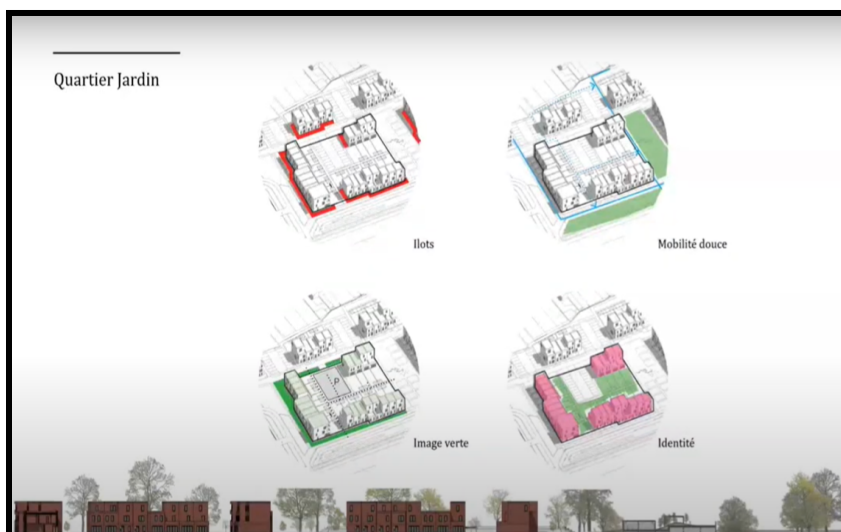 Quartier Jardin
Ilots
Mobilité douce
Image verte
Identité